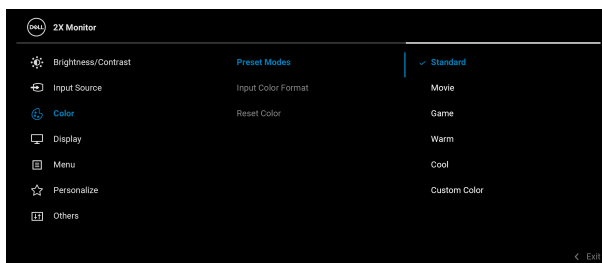 DELL 2X Monitor
Brightness/Contrast Preset Modes ✓ Standard
Input Source Input Color Format Movie
Color Reset Color Game
Display Warm
Menu Cool
Personalize Custom Color
Others
< Exit